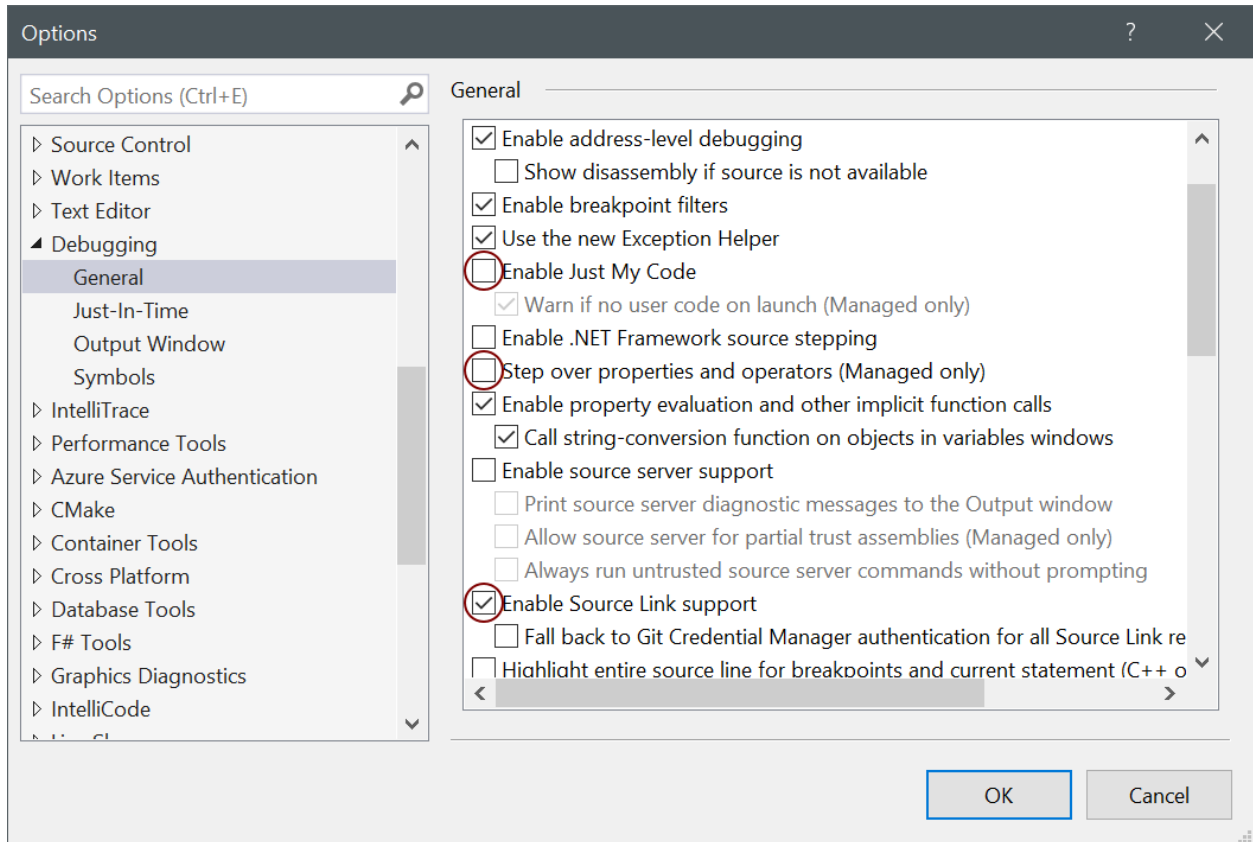 Options
?
Search Options (Ctrl+E)
Source Control
Work Items
Text Editor
Debugging
General
Just-In-Time
Output Window
Symbols
IntelliTrace
Performance Tools
Azure Service Authentication
CMake
Container Tools
Cross Platform
Database Tools
F# Tools
Graphics Diagnostics
IntelliCode
General
Enable address-level debugging
Show disassembly if source is not available
Enable breakpoint filters
Use the new Exception Helper
Enable Just My Code
Warn if no user code on launch (Managed only)
Enable .NET Framework source stepping
Step over properties and operators (Managed only)
Enable property evaluation and other implicit function calls
Call string-conversion function on objects in variables windows
Enable source server support
Print source server diagnostic messages to the Output window
Allow source server for partial trust assemblies (Managed only)
Always run untrusted source server commands without prompting
Enable Source Link support
Fall back to Git Credential Manager authentication for all Source Link re
Highlight entire source line for breakpoints and current statement (C++ o
OK
Cancel